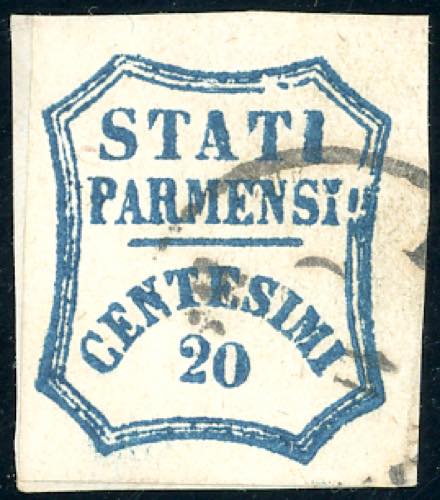 STATI
PARMENSI
CENTESIMI
20